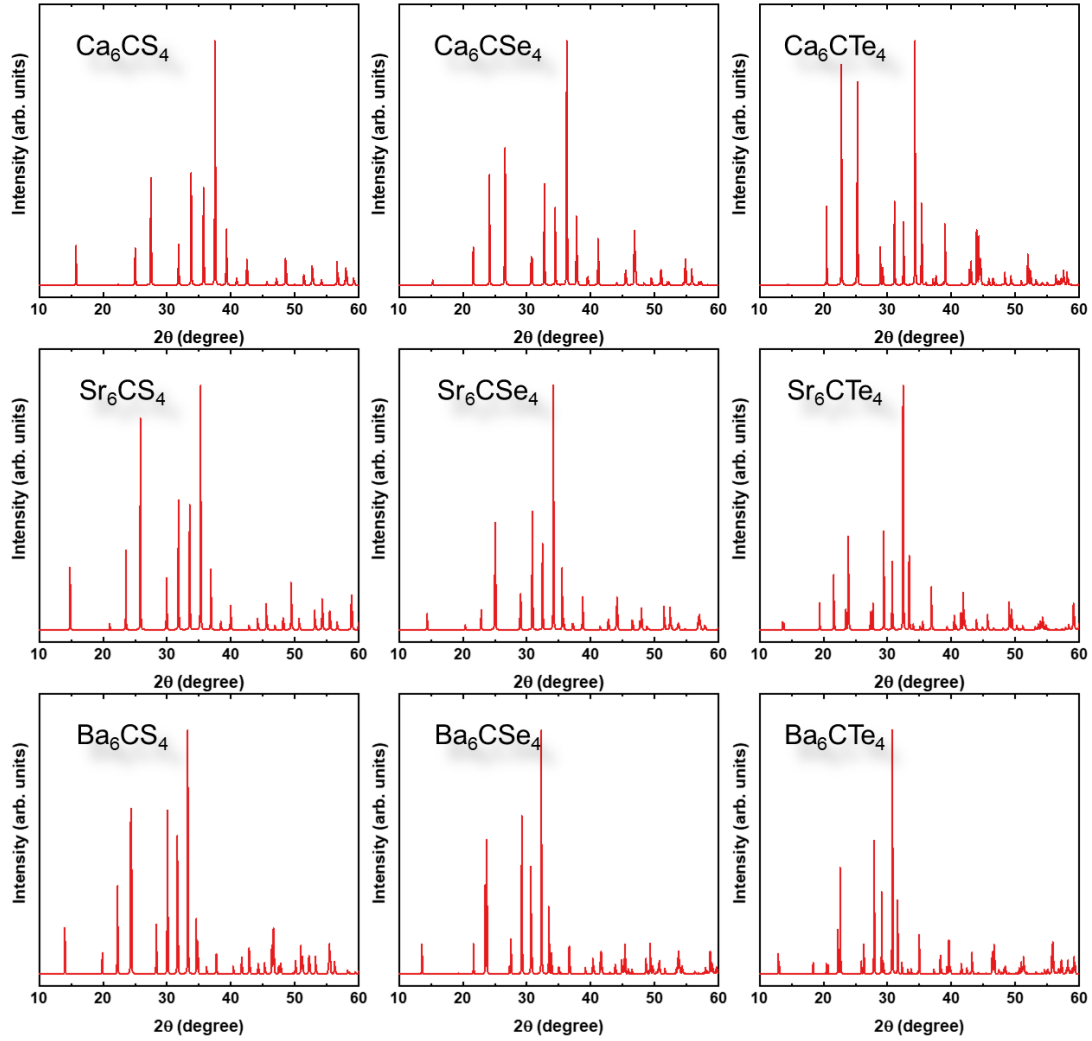 Ca₆CS₄
Intensity (arb. units)
10 20 30 40 50 60
2θ (degree)
Ca₆CSe₄
Intensity (arb. units)
10 20 30 40 50 60
2θ (degree)
Ca₆CTe₄
Intensity (arb. units)
10 20 30 40 50 60
2θ (degree)
Sr₆CS₄
Intensity (arb. units)
10 20 30 40 50 60
2θ (degree)
Sr₆CSe₄
Intensity (arb. units)
10 20 30 40 50 60
2θ (degree)
Sr₆CTe₄
Intensity (arb. units)
10 20 30 40 50 60
2θ (degree)
Ba₆CS₄
Intensity (arb. units)
10 20 30 40 50 60
2θ (degree)
Ba₆CSe₄
Intensity (arb. units)
10 20 30 40 50 60
2θ (degree)
Ba₆CTe₄
Intensity (arb. units)
10 20 30 40 50 60
2θ (degree)